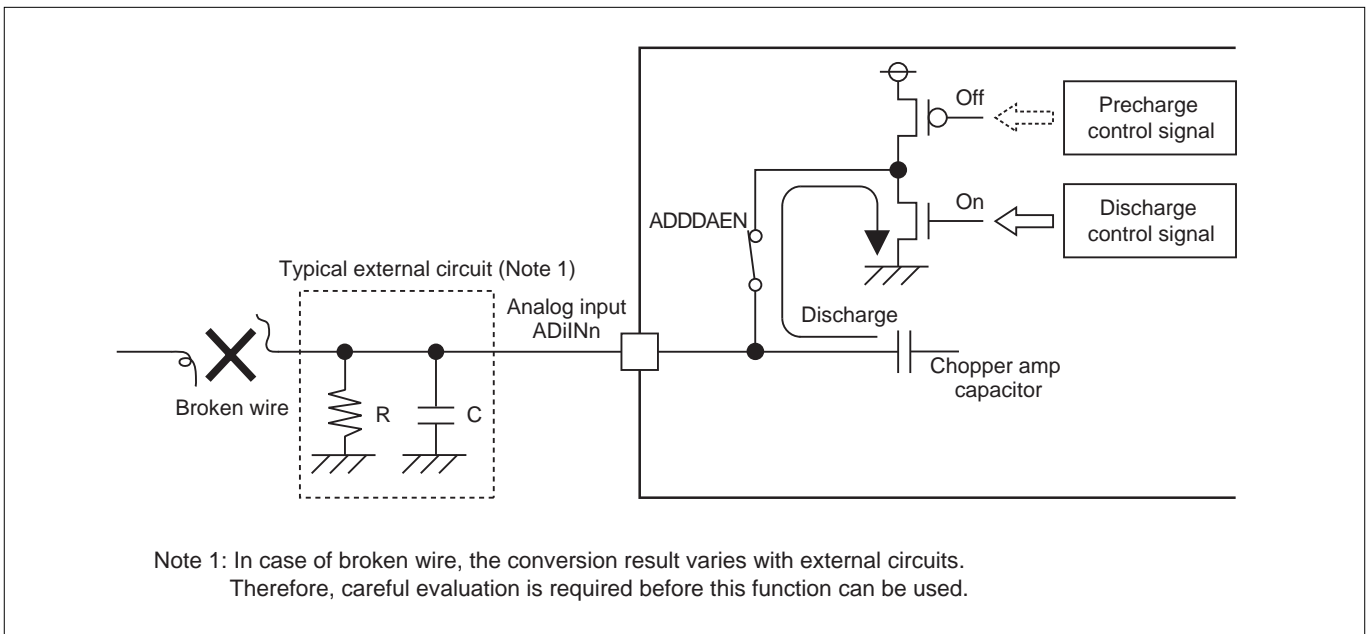 Off
Precharge
control signal
On
Discharge
control signal
ADDDAEN
Typical external circuit (Note 1)
Analog input
ADiINn
Discharge
Chopper amp
capacitor
Broken wire
R
C
Note 1: In case of broken wire, the conversion result varies with external circuits.
Therefore, careful evaluation is required before this function can be used.